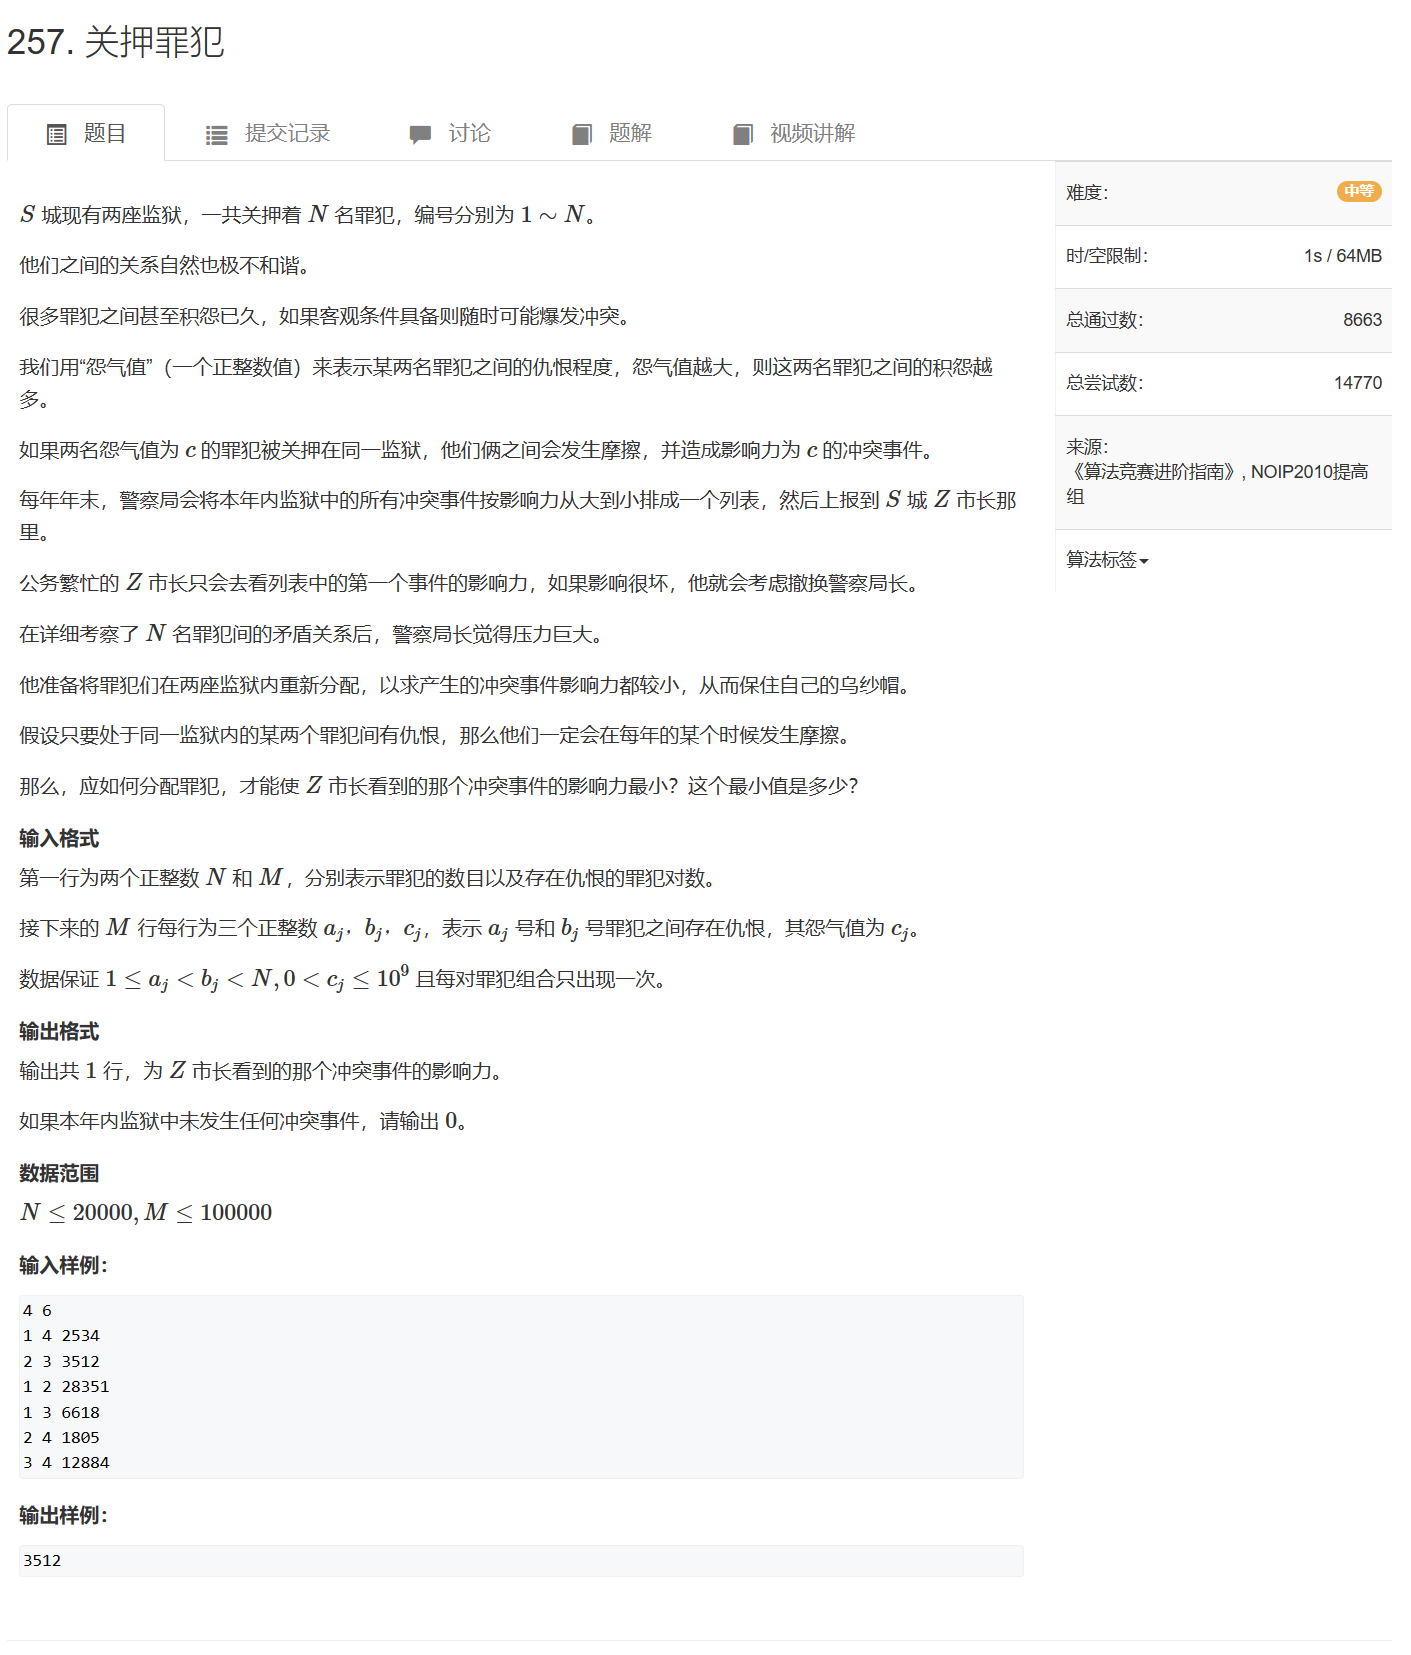 257. 关押罪犯
题目 提交记录 讨论 题解 视频讲解
S 城现有两座监狱，一共关押着 N 名罪犯，编号分别为 1 ∼ N。
他们之间的关系自然也极不和谐。
很多罪犯之间甚至积怨已久，如果客观条件具备则随时可能爆发冲突。
我们用“怨气值”（一个正整数值）来表示某两名罪犯之间的仇恨程度，怨气值越大，则这两名罪犯之间的积怨越
多。
如果两名怨气值为 c 的罪犯被关押在同一监狱，他们俩之间会发生摩擦，并造成影响力为 c 的冲突事件。
每年年末，警察局会将本年内监狱中的所有冲突事件按影响力从大到小排成一个列表，然后上报到 S 城 Z 市长那
里。
公务繁忙的 Z 市长只会去看列表中的第一个事件的影响力，如果影响很坏，他就会考虑撤换警察局长。
在详细考察了 N 名罪犯间的矛盾关系后，警察局长觉得压力巨大。
他准备将罪犯们在两座监狱内重新分配，以求产生的冲突事件影响力都较小，从而保住自己的乌纱帽。
假设只要处于同一监狱内的某两个罪犯间有仇恨，那么他们一定会在每年的某个时候发生摩擦。
那么，应如何分配罪犯，才能使 Z 市长看到的那个冲突事件的影响力最小？这个最小值是多少？
输入格式
第一行为两个正整数 N 和 M，分别表示罪犯的数目以及存在仇恨的罪犯对数。
接下来的 M 行每行为三个正整数 a_j，b_j，c_j，表示 a_j 号和 b_j 号罪犯之间存在仇恨，其怨气值为 c_j。
数据保证 1 ≤ a_j < b_j < N, 0 < c_j ≤ 10^9 且每对罪犯组合只出现一次。
输出格式
输出共 1 行，为 Z 市长看到的那个冲突事件的影响力。
如果本年内监狱中未发生任何冲突事件，请输出 0。
数据范围
N ≤ 20000, M ≤ 100000
输入样例：
4 6
1 4 2534
2 3 3512
1 2 28351
1 3 6618
2 4 1805
3 4 12884
输出样例：
3512
难度： 中等
时/空限制： 1s / 64MB
总通过数： 8663
总尝试数： 14770
来源：
《算法竞赛进阶指南》, NOIP2010提高
组
算法标签